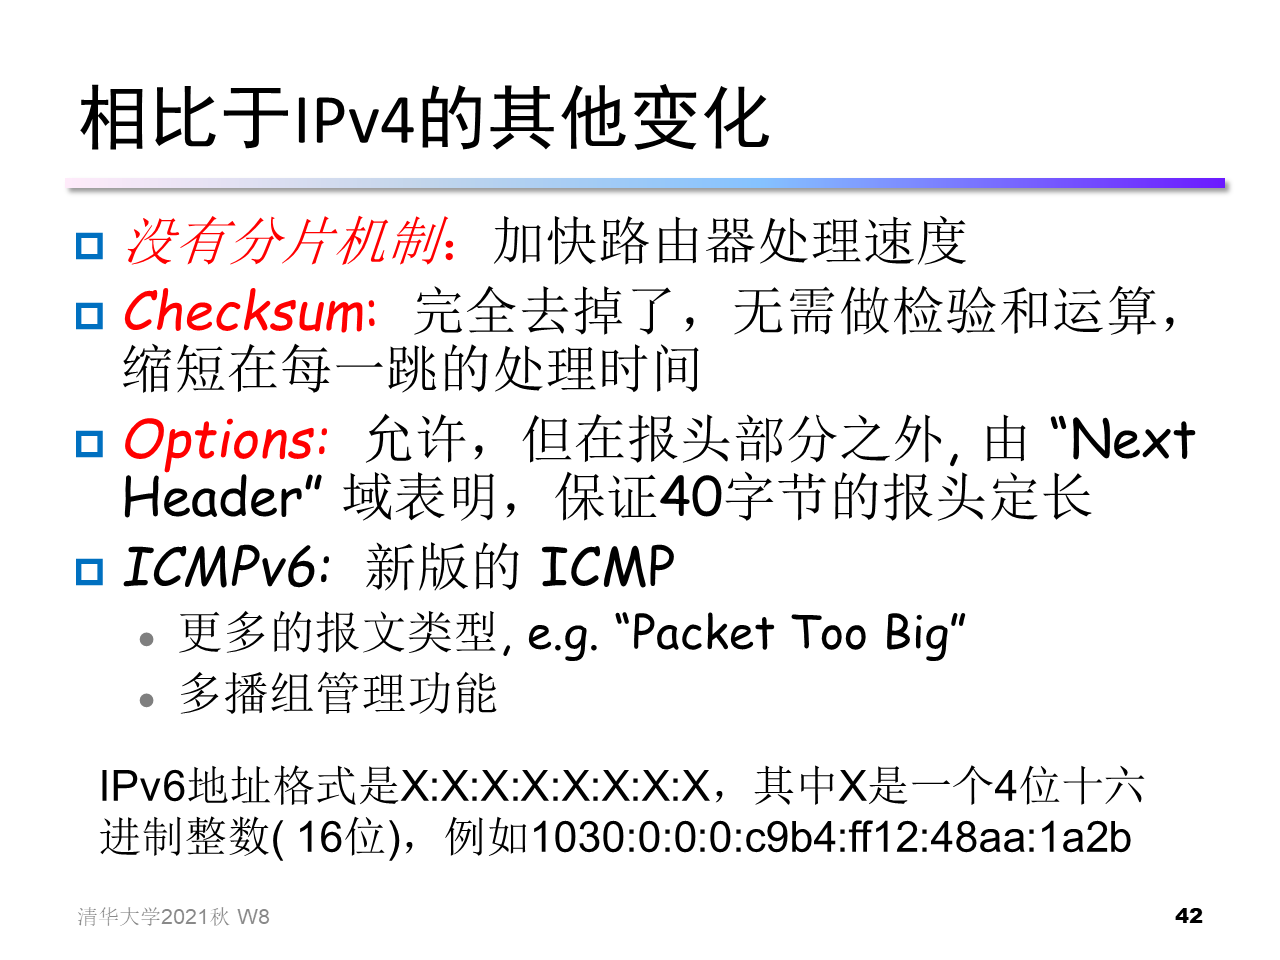 相比于IPv4的其他变化
没有分片机制：加快路由器处理速度
Checksum: 完全去掉了，无需做检验和运算，
缩短在每一跳的处理时间
Options: 允许，但在报头部分之外, 由 “Next
Header” 域表明，保证40字节的报头定长
ICMPv6: 新版的 ICMP
更多的报文类型, e.g. “Packet Too Big”
多播组管理功能
IPv6地址格式是X:X:X:X:X:X:X:X，其中X是一个4位十六
进制整数( 16位)，例如1030:0:0:0:c9b4:ff12:48aa:1a2b
清华大学2021秋 W8
42